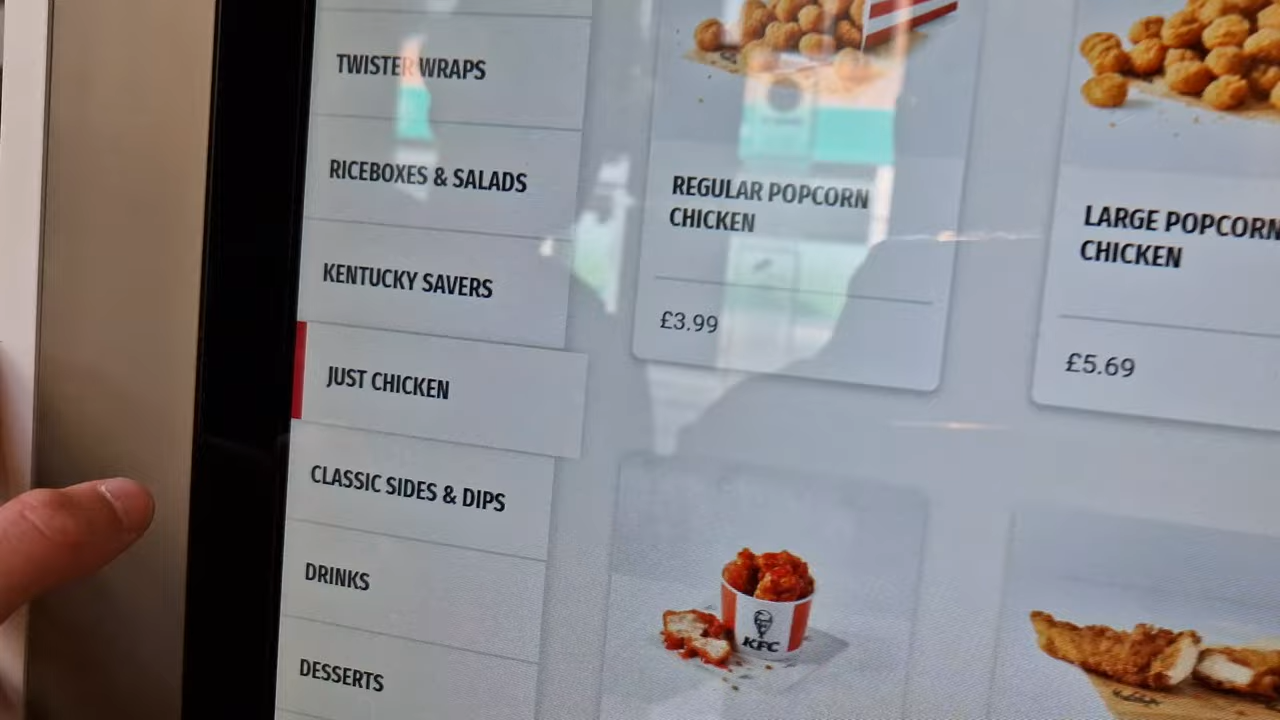 TWISTER WRAPS
RICEBOXES & SALADS
KENTUCKY SAVERS
JUST CHICKEN
CLASSIC SIDES & DIPS
DRINKS
DESSERTS
REGULAR POPCORN
CHICKEN
£3.99
LARGE POPCORN
CHICKEN
£5.69
KFC